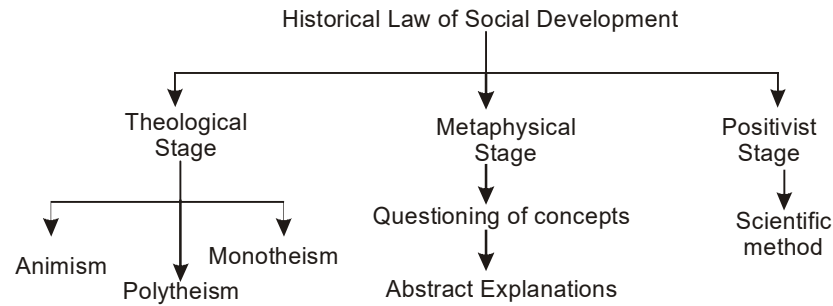 Historical Law of Social Development
Theological
Stage
Metaphysical
Stage
Positivist
Stage
Animism
Polytheism
Monotheism
Questioning of concepts
Abstract Explanations
Scientific
method